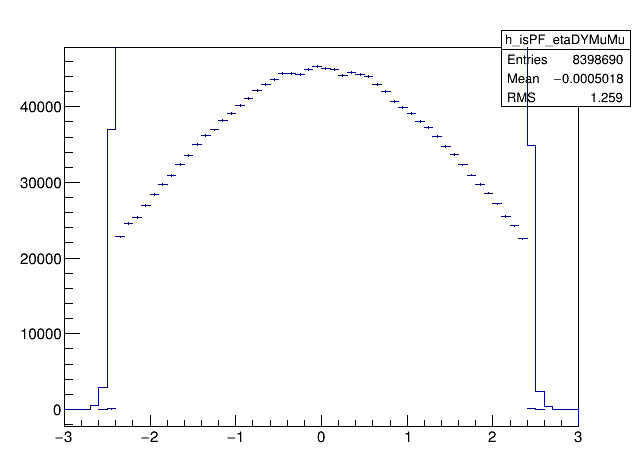 h_isPF_etaDYMuMu
Entries 8398690
Mean −0.0005018
RMS 1.259
40000
30000
20000
10000
0
−3 −2 −1 0 1 2 3